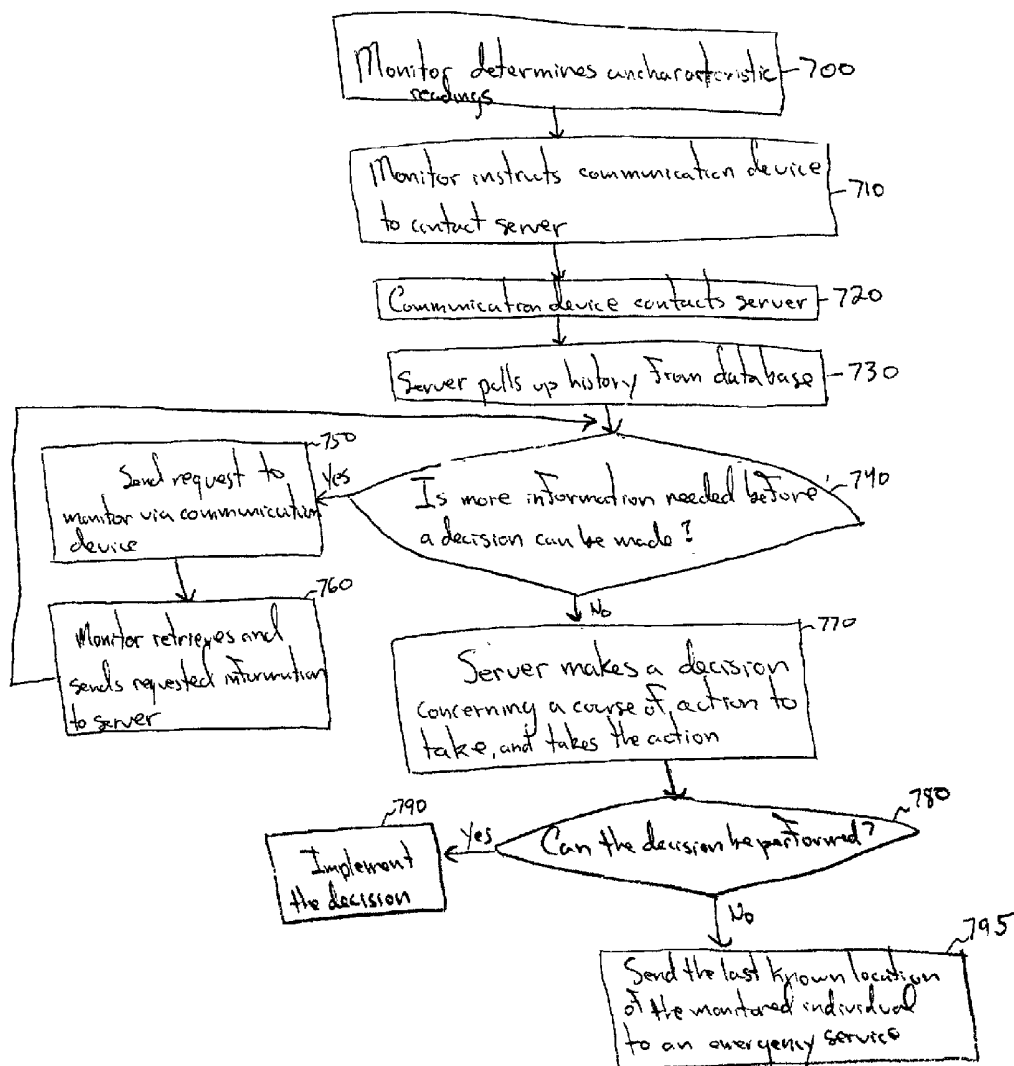 Monitor determines uncharacteristic
readings
700
Monitor instructs communication device
to contact server
710
Communication device contacts server
720
Server pulls up history From database
730
750
Send request to
monitor via communication
device
Yes
Is more information needed before
a decision can be made?
740
No
760
Monitor retrieves and
sends requested information
to server
770
Server makes a decision
concerning a course of action to
take, and takes the action
780
Can the decision be performed?
Yes
790
Implement
the decision
No
795
Send the last known location
of the monitored individual
to an emergency service